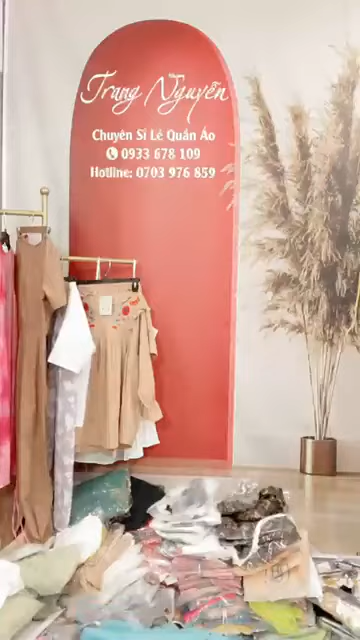 Trang Nguyễn
Chuyên Sỉ Lẻ Quần Áo
0933 678 109
Hotline: 0703 976 859